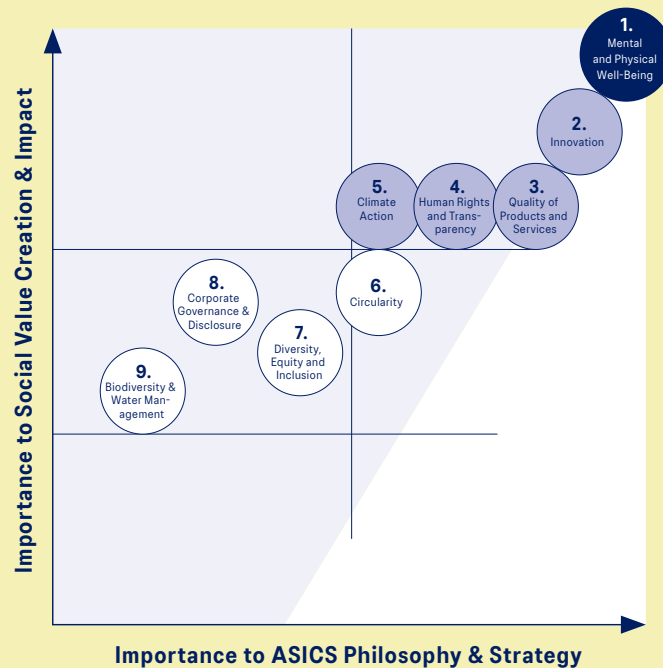 Importance to Social Value Creation & Impact
1.
Mental
and Physical
Well-Being
2.
Innovation
3.
Quality of
Products and
Services
4.
Human Rights
and Trans-
parency
5.
Climate
Action
6.
Circularity
7.
Diversity,
Equity and
Inclusion
8.
Corporate
Governance &
Disclosure
9.
Biodiversity &
Water Man-
agement
Importance to ASICS Philosophy & Strategy